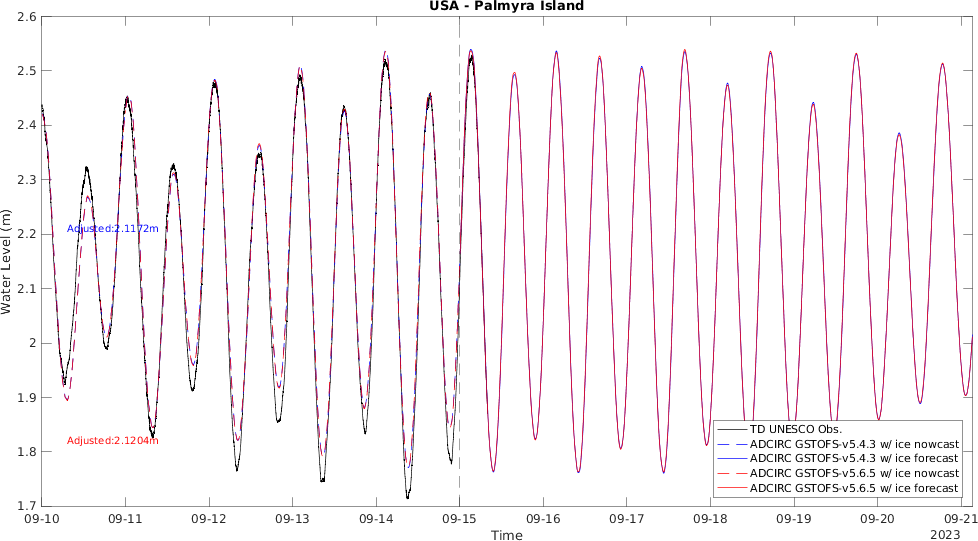 USA - Palmyra Island
2.6
2.5
2.4
2.3
2.2
2.1
2
1.9
1.8
1.7
Water Level (m)
Adjusted:2.1172m
Adjusted:2.1204m
TD UNESCO Obs.
ADCIRC GSTOFS-v5.4.3 w/ ice nowcast
ADCIRC GSTOFS-v5.4.3 w/ ice forecast
ADCIRC GSTOFS-v5.6.5 w/ ice nowcast
ADCIRC GSTOFS-v5.6.5 w/ ice forecast
09-10 09-11 09-12 09-13 09-14 09-15 09-16 09-17 09-18 09-19 09-20 09-21
Time 2023